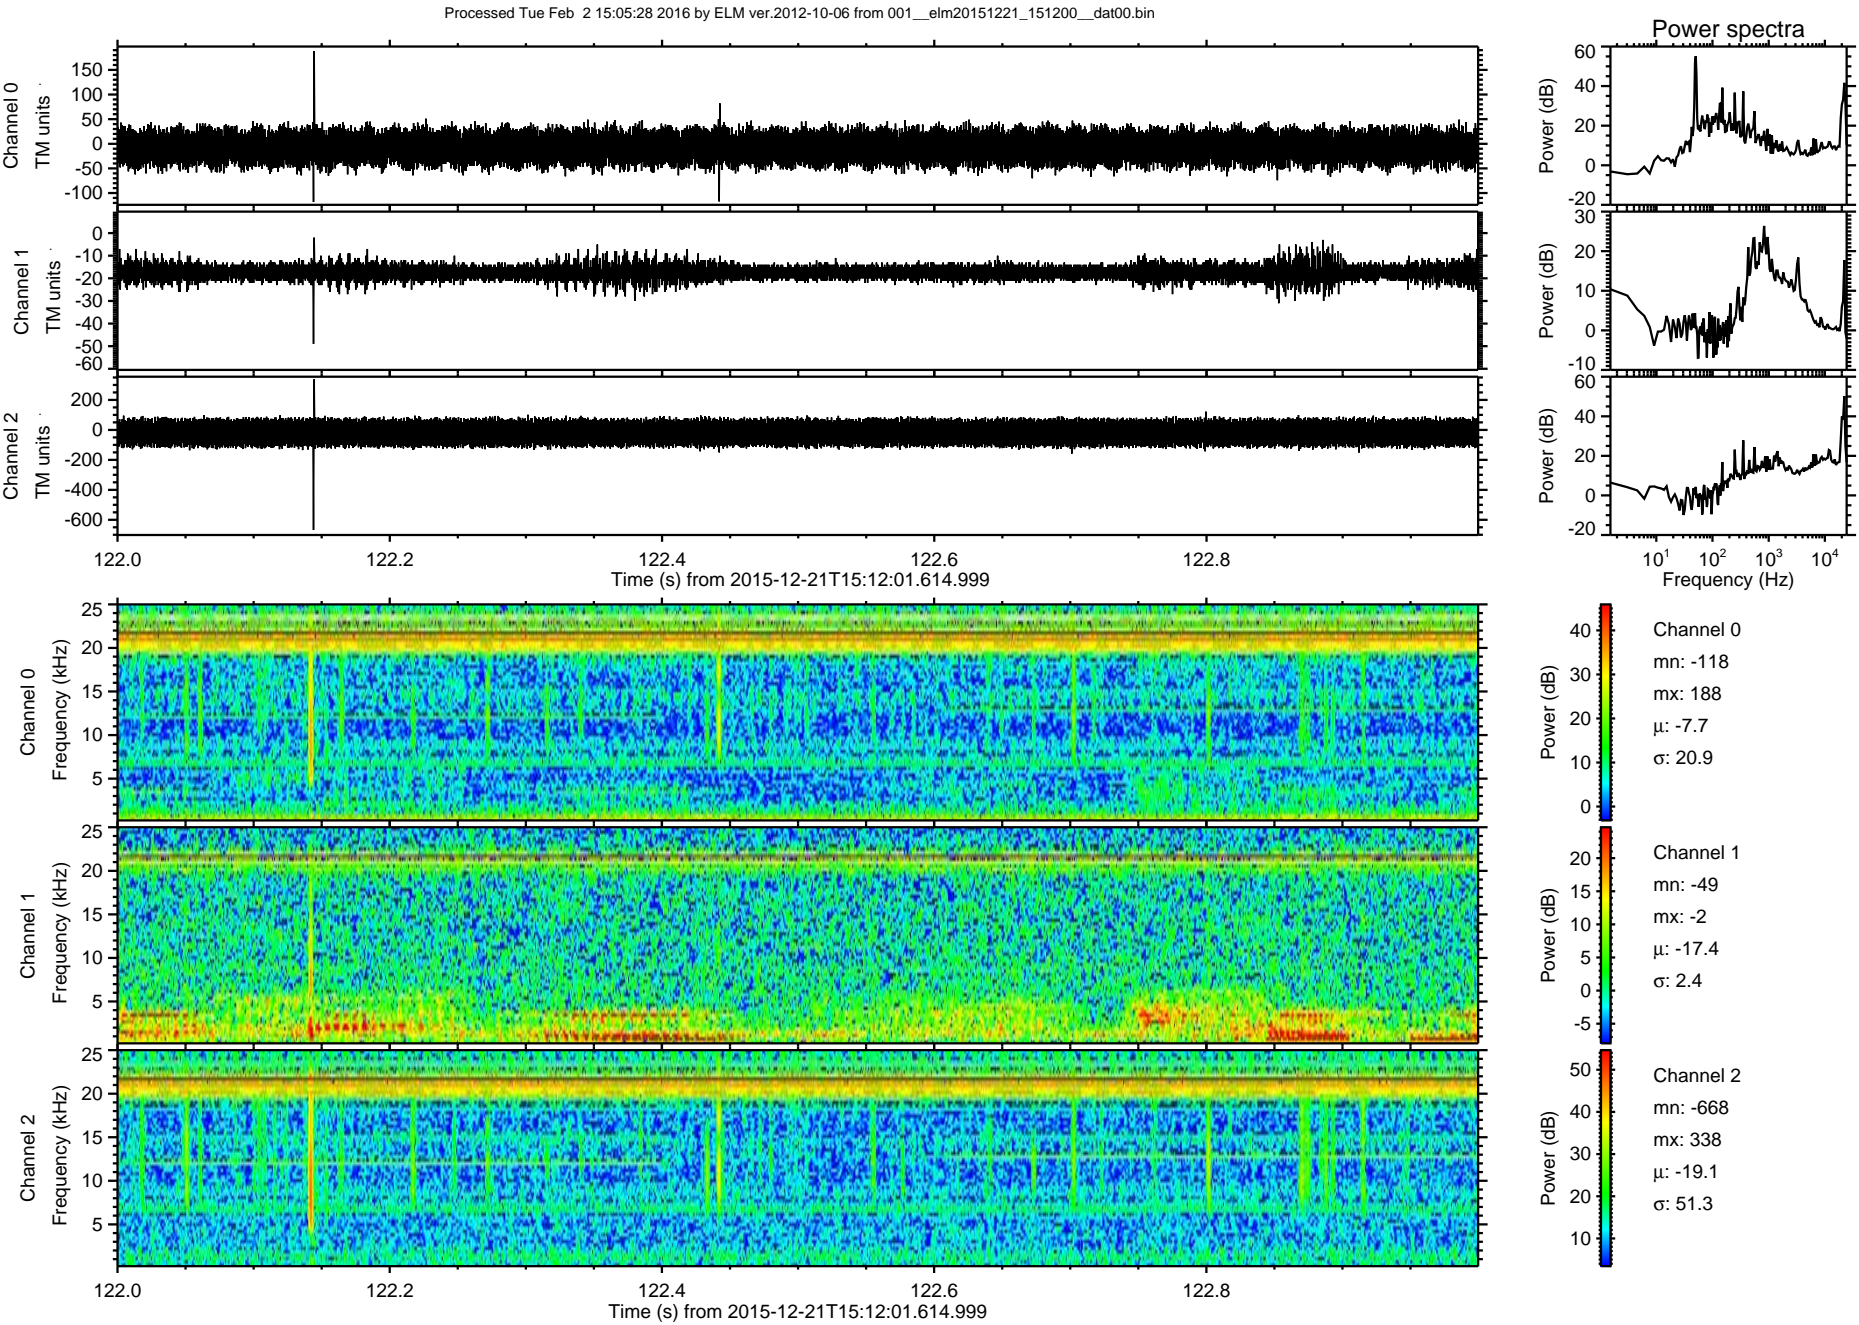 Processed Tue Feb  2 15:05:28 2016 by ELM ver.2012-10-06 from 001__elm20151221_151200__dat00.bin
Power spectra
Channel 0
TM units
150
100
50
0
-50
-100
Power (dB)
60
40
20
0
-20
Channel 1
TM units
0
-10
-20
-30
-40
-50
-60
Power (dB)
30
20
10
0
-10
Channel 2
TM units
200
0
-200
-400
-600
Power (dB)
60
40
20
0
-20
122.0 122.2 122.4 122.6 122.8
Time (s) from 2015-12-21T15:12:01.614.999
10^1 10^2 10^3 10^4
Frequency (Hz)
Channel 0
Frequency (kHz)
25
20
15
10
5
Power (dB)
40
30
20
10
0
Channel 0
mn: -118
mx: 188
µ: -7.7
σ: 20.9
Channel 1
Frequency (kHz)
25
20
15
10
5
Power (dB)
20
15
10
5
0
-5
Channel 1
mn: -49
mx: -2
µ: -17.4
σ: 2.4
Channel 2
Frequency (kHz)
25
20
15
10
5
Power (dB)
50
40
30
20
10
Channel 2
mn: -668
mx: 338
µ: -19.1
σ: 51.3
122.0 122.2 122.4 122.6 122.8
Time (s) from 2015-12-21T15:12:01.614.999